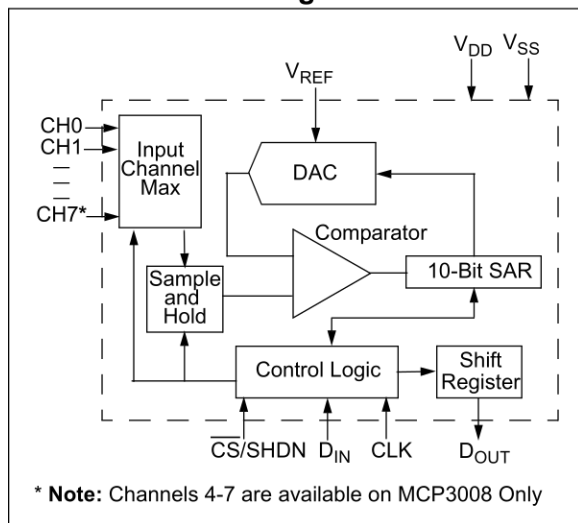 V_DD V_SS
V_REF
CH0
CH1
CH7*
Input
Channel
Max
DAC
Comparator
Sample
and
Hold
10-Bit SAR
Control Logic
Shift
Register
C̅S̅/SHDN D_IN CLK D_OUT
* Note: Channels 4-7 are available on MCP3008 Only